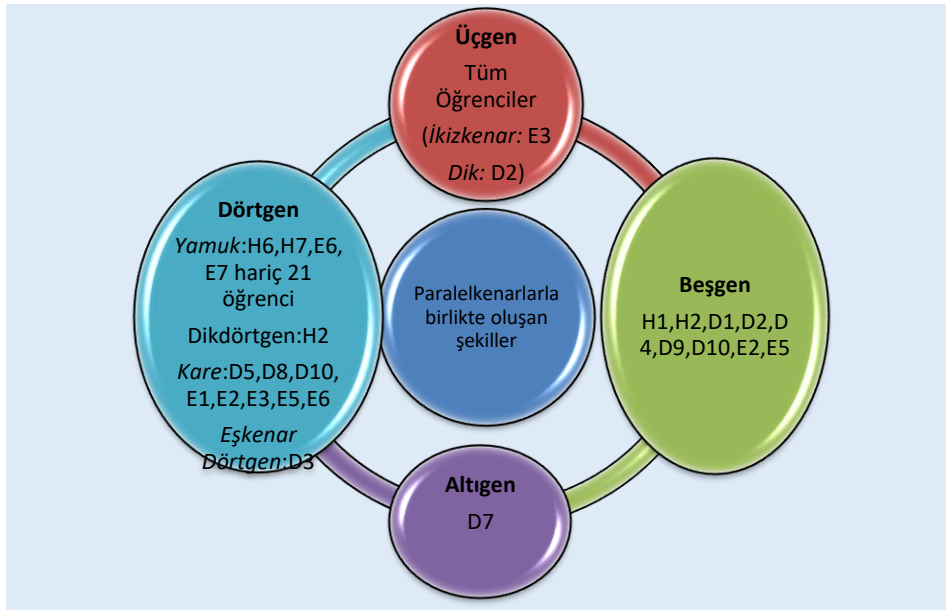 Üçgen
Tüm
Öğrenciler
(İkizkenar: E3
Dik: D2)
Dörtgen
Yamuk:H6,H7,E6,
E7 hariç 21
öğrenci
Dikdörtgen:H2
Kare:D5,D8,D10,
E1,E2,E3,E5,E6
Eşkenar
Dörtgen:D3
Paralelkenarlarla
birlikte oluşan
şekiller
Beşgen
H1,H2,D1,D2,D
4,D9,D10,E2,E5
Altıgen
D7